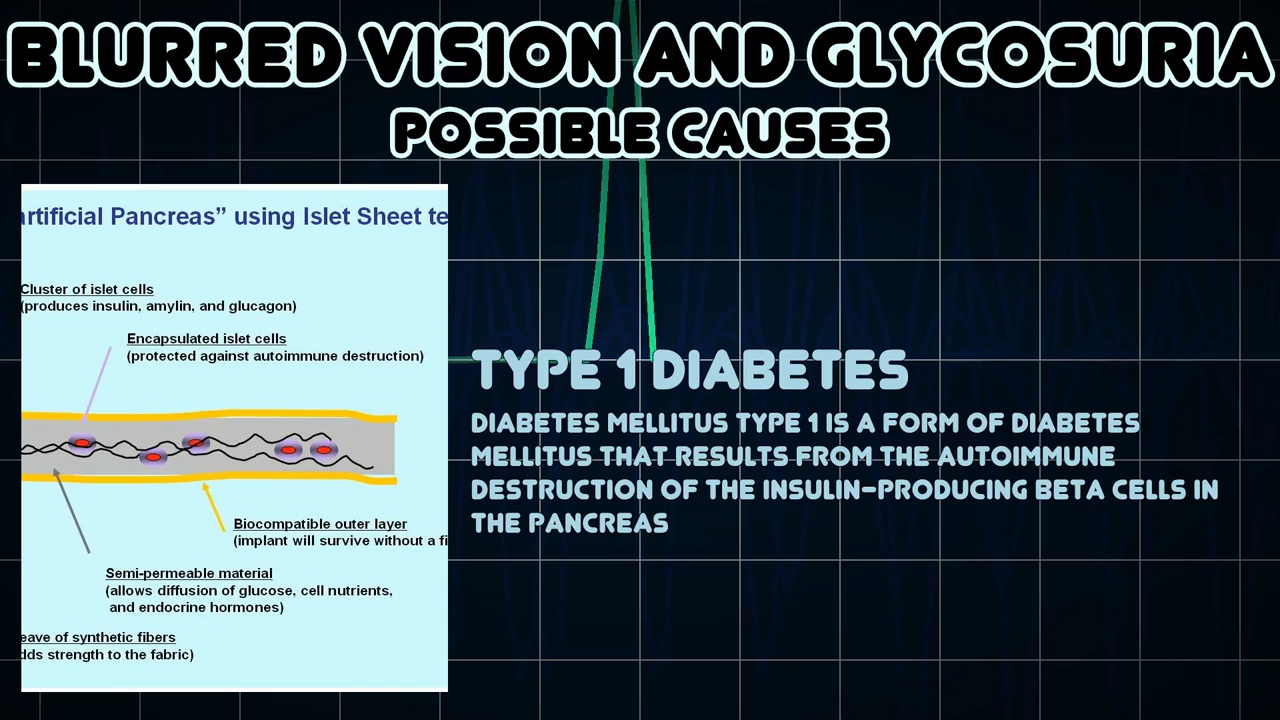 BLURRED VISION AND GLYCOSURIA
POSSIBLE CAUSES
artificial Pancreas” using Islet Sheet te
Cluster of islet cells
(produces insulin, amylin, and glucagon)
Encapsulated islet cells
(protected against autoimmune destruction)
Biocompatible outer layer
(implant will survive without a fi
Semi-permeable material
(allows diffusion of glucose, cell nutrients,
and endocrine hormones)
eave of synthetic fibers
dds strength to the fabric)
TYPE 1 DIABETES
DIABETES MELLITUS TYPE 1 IS A FORM OF DIABETES
MELLITUS THAT RESULTS FROM THE AUTOIMMUNE
DESTRUCTION OF THE INSULIN-PRODUCING BETA CELLS IN
THE PANCREAS